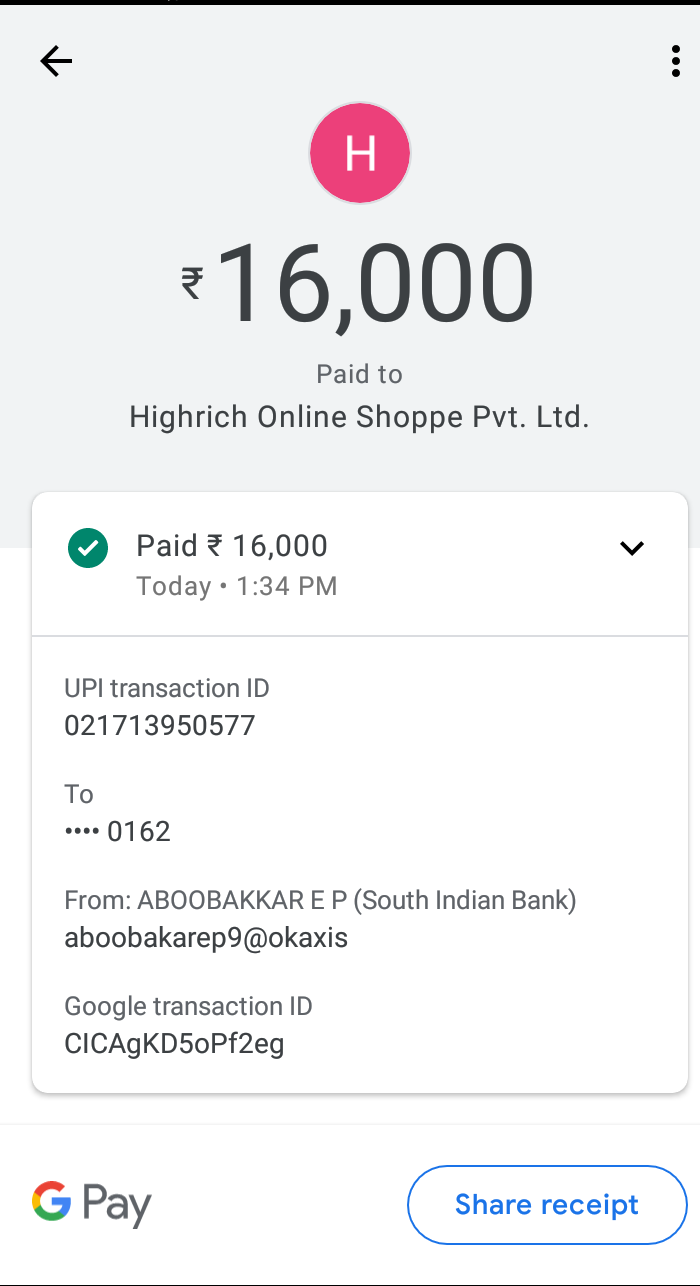 H
₹16,000
Paid to
Highrich Online Shoppe Pvt. Ltd.
Paid ₹ 16,000
Today • 1:34 PM
UPI transaction ID
021713950577
To
•••• 0162
From: ABOOBAKKAR E P (South Indian Bank)
aboobakarep9@okaxis
Google transaction ID
CICAgKD5oPf2eg
G Pay
Share receipt